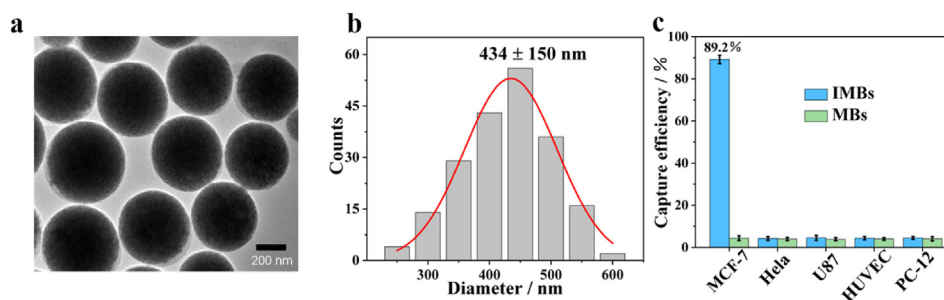 a
200 nm
b
434 ± 150 nm
60
45
30
15
0
Counts
300
400
500
600
Diameter / nm
c
100
80
60
40
20
0
Capture efficiency / %
89.2%
IMBs
MBs
MCF-7
Hela
U87
HUVEC
PC-12